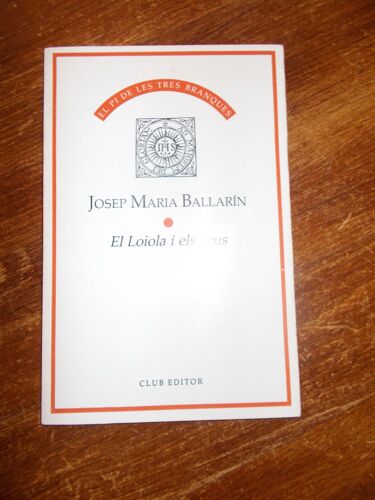 EL PI DE LES TRES BRANQUES
IHS
JOSEP MARIA BALLARÍN
El Loiola i els
CLUB EDITOR